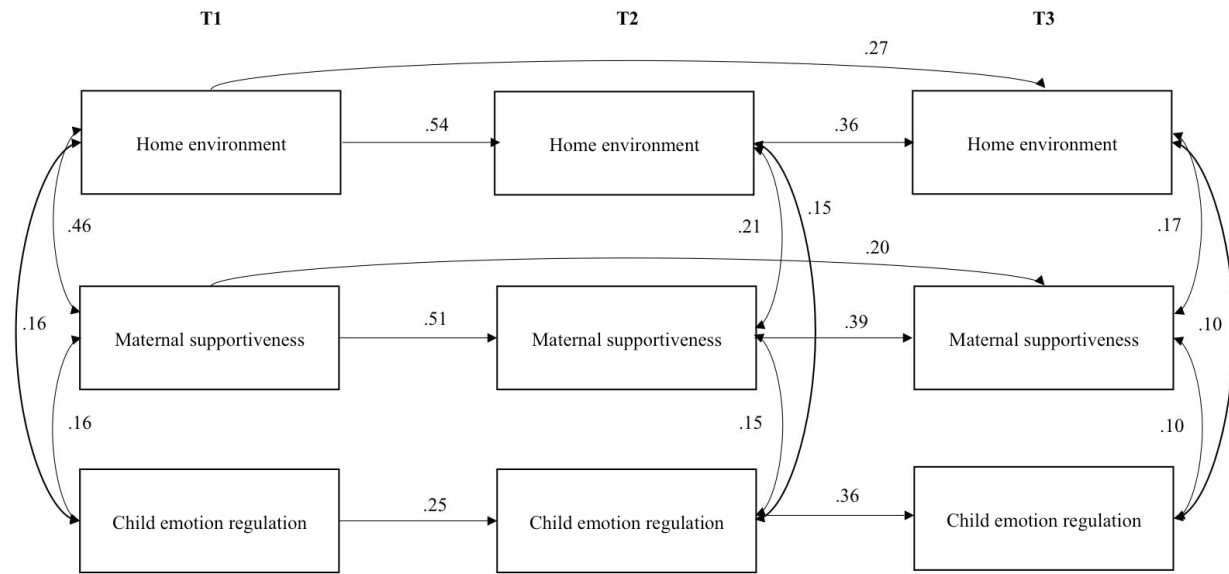 T1
T2
T3
.27
Home environment
.54
Home environment
.36
Home environment
.46
.21
.15
.17
.20
.16
Maternal supportiveness
.51
Maternal supportiveness
.39
Maternal supportiveness
.10
.16
.15
.10
Child emotion regulation
.25
Child emotion regulation
.36
Child emotion regulation